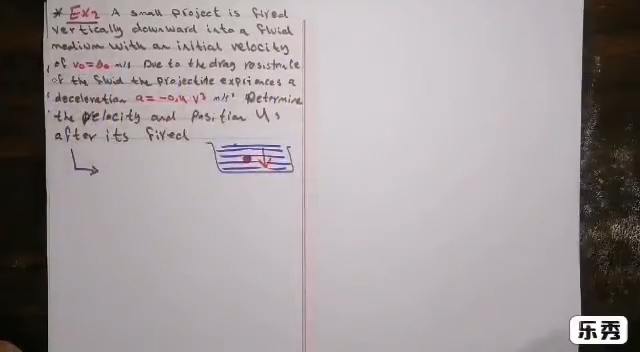 * Ex2 A small project is fired
vertically downward into a fluid
medium with an initial velocity
of v₀=60 m/s Due to the drag resistance
of the fluid the projectile expriences a
deceleration a=-0,4 v³ m/s² Determine
the velocity and position 4 s
after its fired
乐秀